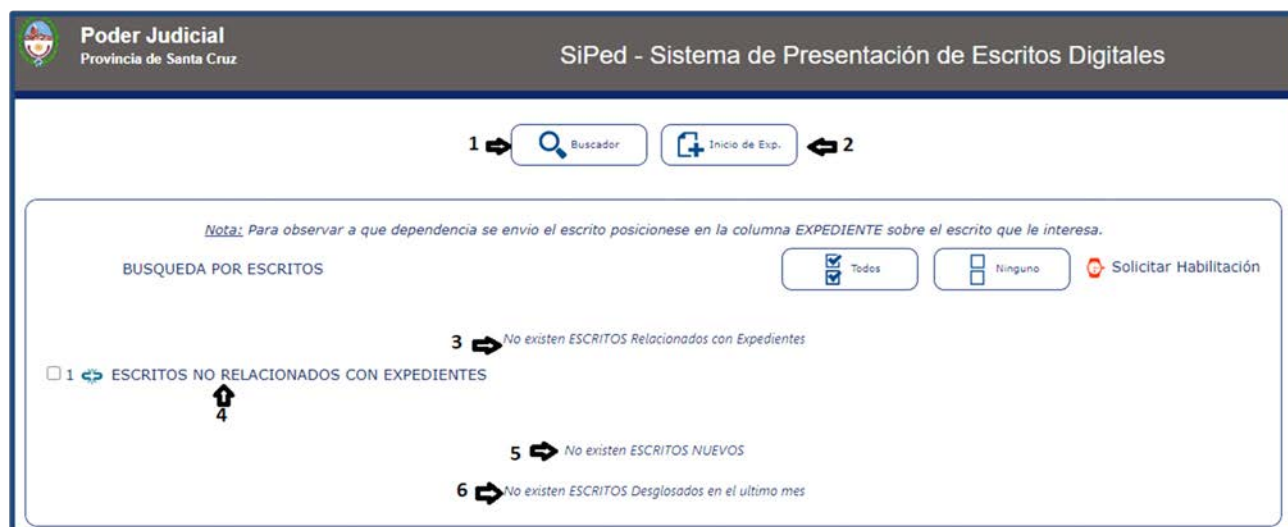 Poder Judicial
Provincia de Santa Cruz
SiPed - Sistema de Presentación de Escritos Digitales
1 Buscador Inicio de Exp. 2
Nota: Para observar a que dependencia se envio el escrito posicionese en la columna EXPEDIENTE sobre el escrito que le interesa.
BUSQUEDA POR ESCRITOS Todos Ninguno Solicitar Habilitación
3 No existen ESCRITOS Relacionados con Expedientes
1 ESCRITOS NO RELACIONADOS CON EXPEDIENTES
4
5 No existen ESCRITOS NUEVOS
6 No existen ESCRITOS Desglosados en el ultimo mes